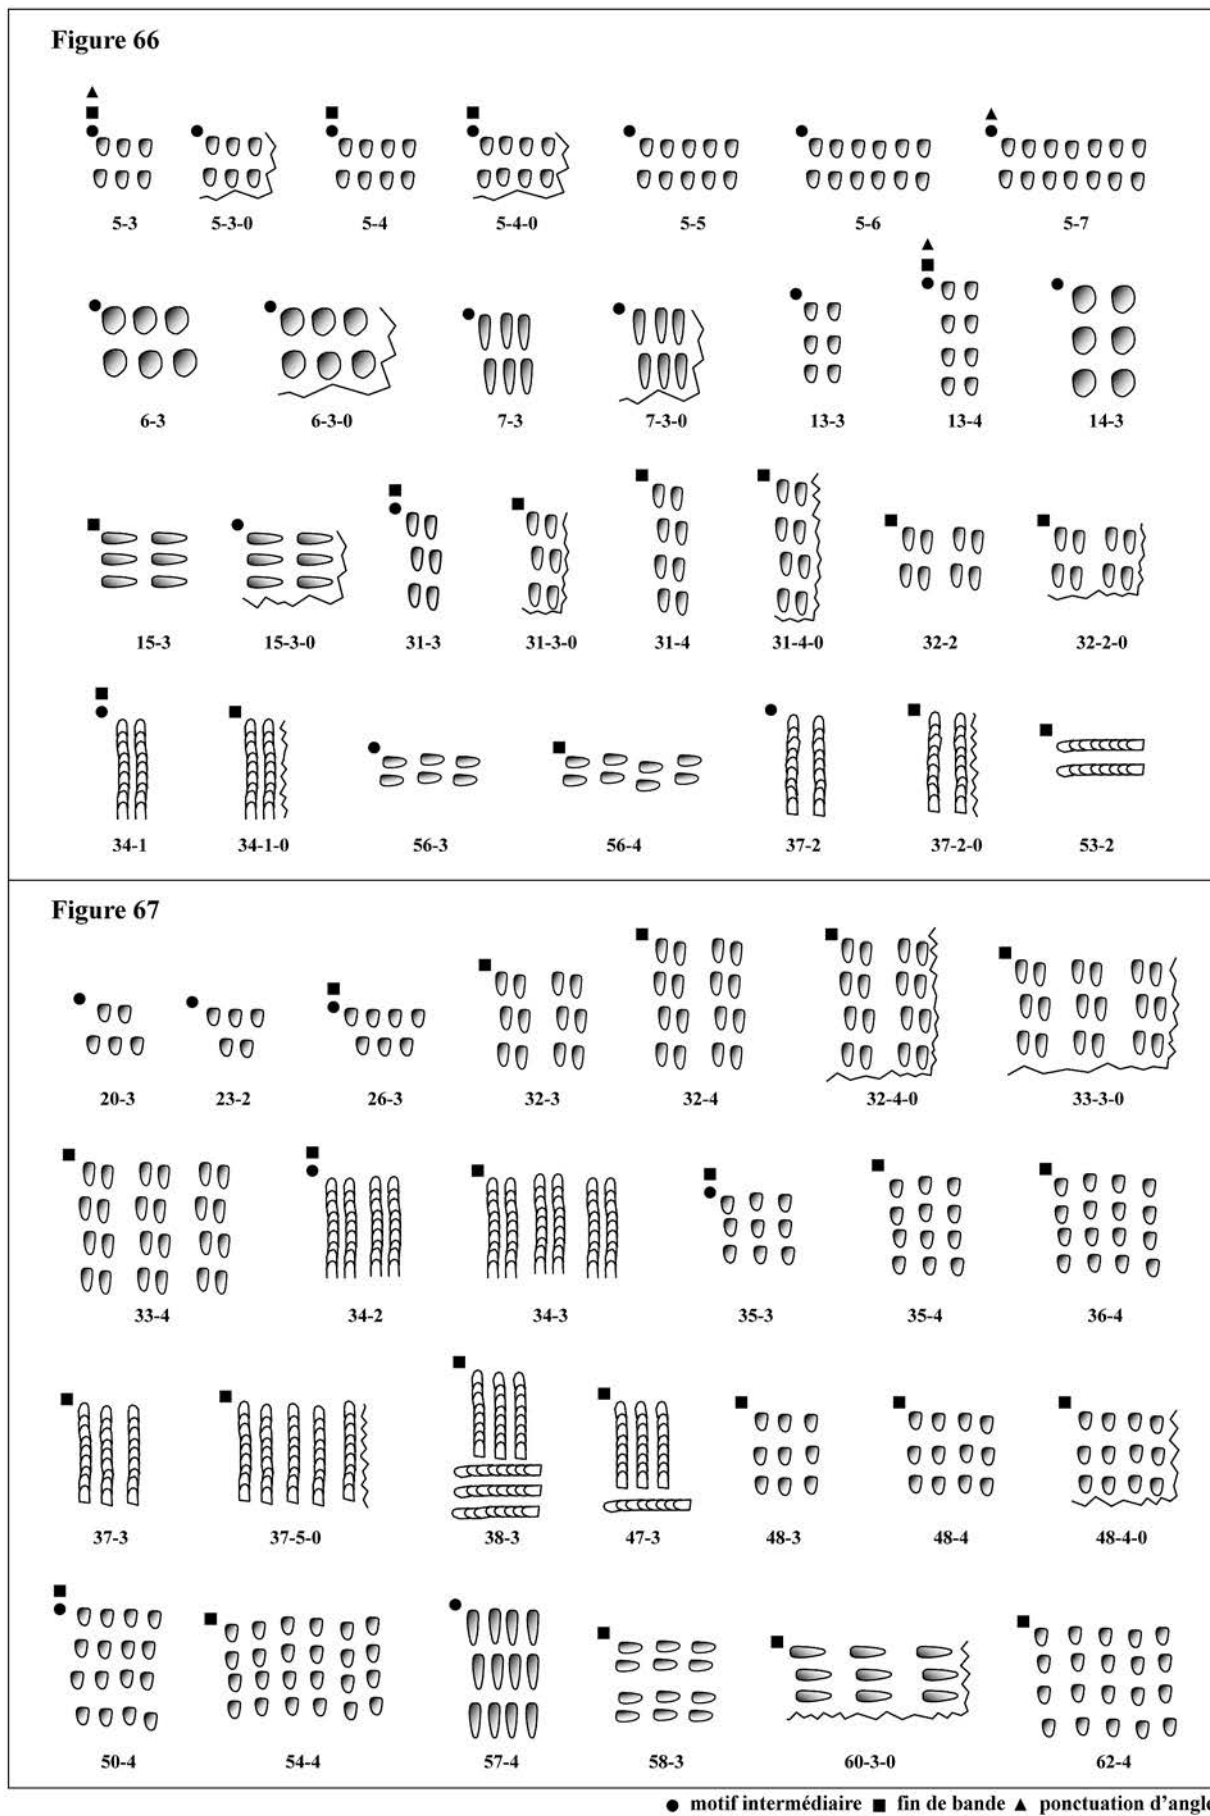 Figure 66
5-3 5-3-0 5-4 5-4-0 5-5 5-6 5-7
6-3 6-3-0 7-3 7-3-0 13-3 13-4 14-3
15-3 15-3-0 31-3 31-3-0 31-4 31-4-0 32-2 32-2-0
34-1 34-1-0 56-3 56-4 37-2 37-2-0 53-2
Figure 67
20-3 23-2 26-3 32-3 32-4 32-4-0 33-3-0
33-4 34-2 34-3 35-3 35-4 36-4
37-3 37-5-0 38-3 47-3 48-3 48-4 48-4-0
50-4 54-4 57-4 58-3 60-3-0 62-4
● motif intermédiaire ■ fin de bande ▲ ponctuation d'angle